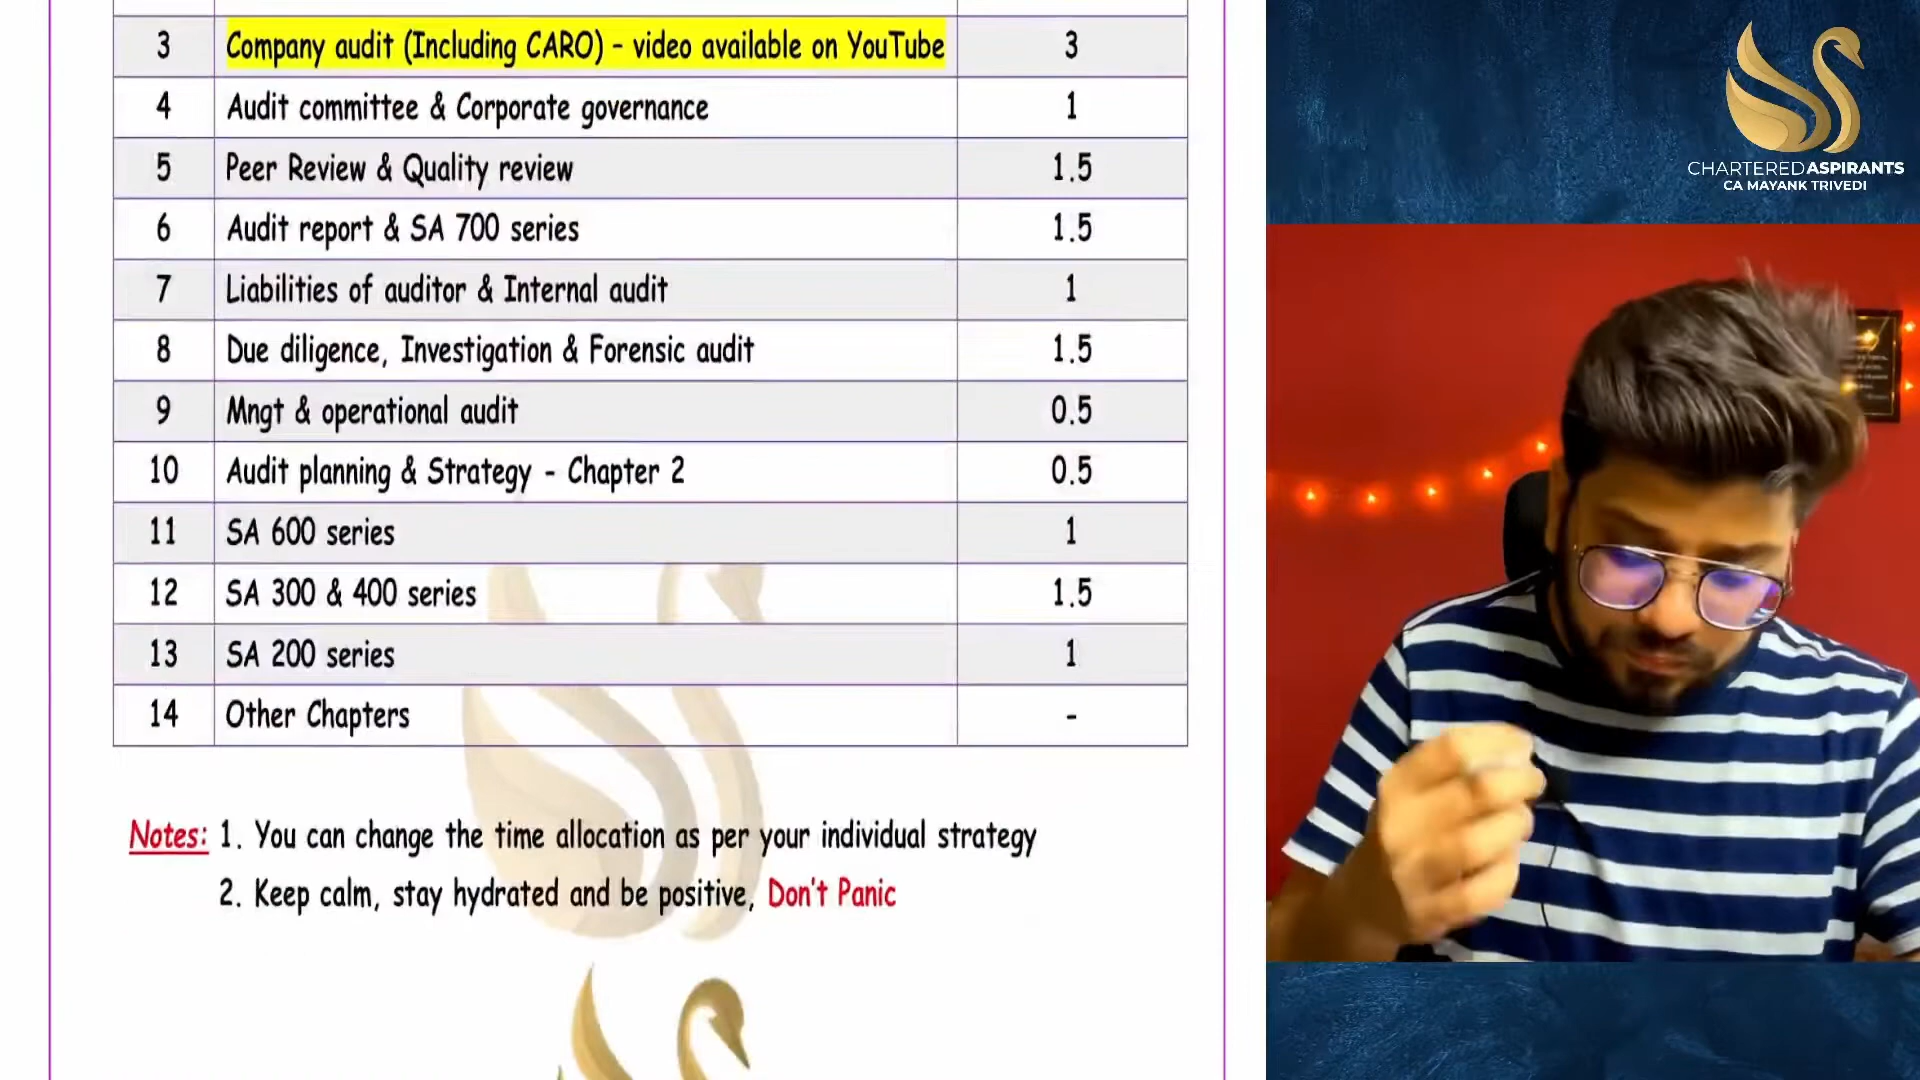 3 Company audit (Including CARO) - video available on YouTube 3
4 Audit committee & Corporate governance 1
5 Peer Review & Quality review 1.5
6 Audit report & SA 700 series 1.5
7 Liabilities of auditor & Internal audit 1
8 Due diligence, Investigation & Forensic audit 1.5
9 Mngt & operational audit 0.5
10 Audit planning & Strategy - Chapter 2 0.5
11 SA 600 series 1
12 SA 300 & 400 series 1.5
13 SA 200 series 1
14 Other Chapters -
Notes: 1. You can change the time allocation as per your individual strategy
2. Keep calm, stay hydrated and be positive, Don't Panic
CHARTERED ASPIRANTS
CA MAYANK TRIVEDI